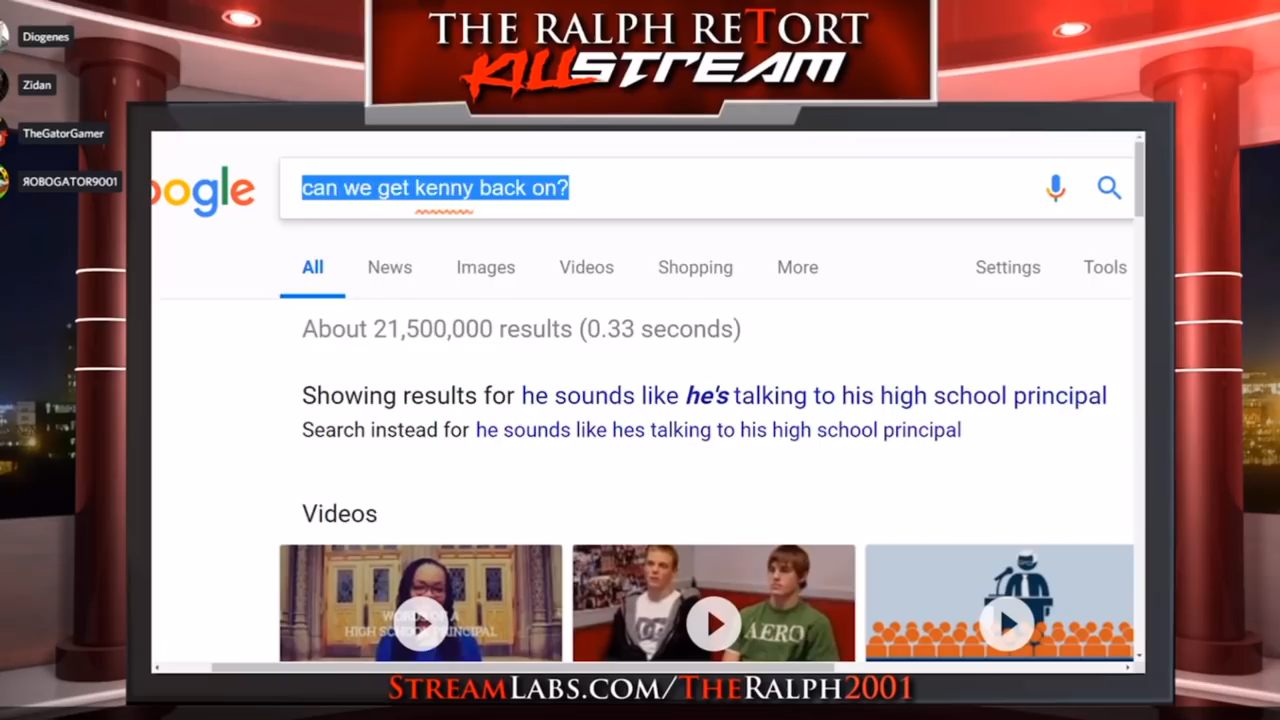 THE RALPH RETORT
KILLSTREAM
Diogenes
Zidan
TheGatorGamer
ЯOBOGATOR9001
oogle
can we get kenny back on?
All News Images Videos Shopping More Settings Tools
About 21,500,000 results (0.33 seconds)
Showing results for he sounds like he's talking to his high school principal
Search instead for he sounds like hes talking to his high school principal
Videos
WORDS OF A
HIGH SCHOOL PRINCIPAL
AERO
STREAMLABS.COM/THERALPH2001